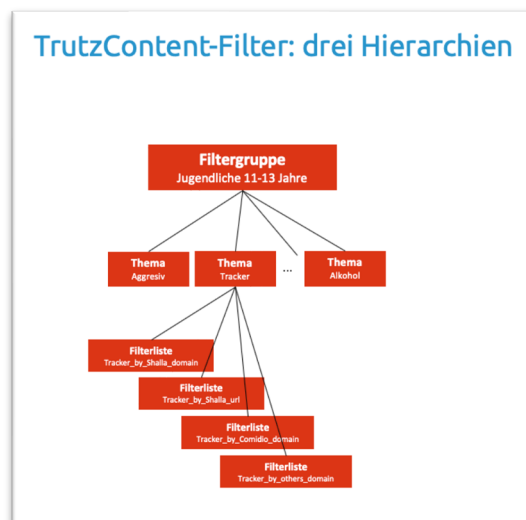 TrutzContent-Filter: drei Hierarchien
Filtergruppe
Jugendliche 11-13 Jahre
Thema
Aggresiv
Thema
Tracker
...
Thema
Alkohol
Filterliste
Tracker_by_Shalla_domain
Filterliste
Tracker_by_Shalla_url
Filterliste
Tracker_by_Comidio_domain
Filterliste
Tracker_by_others_domain